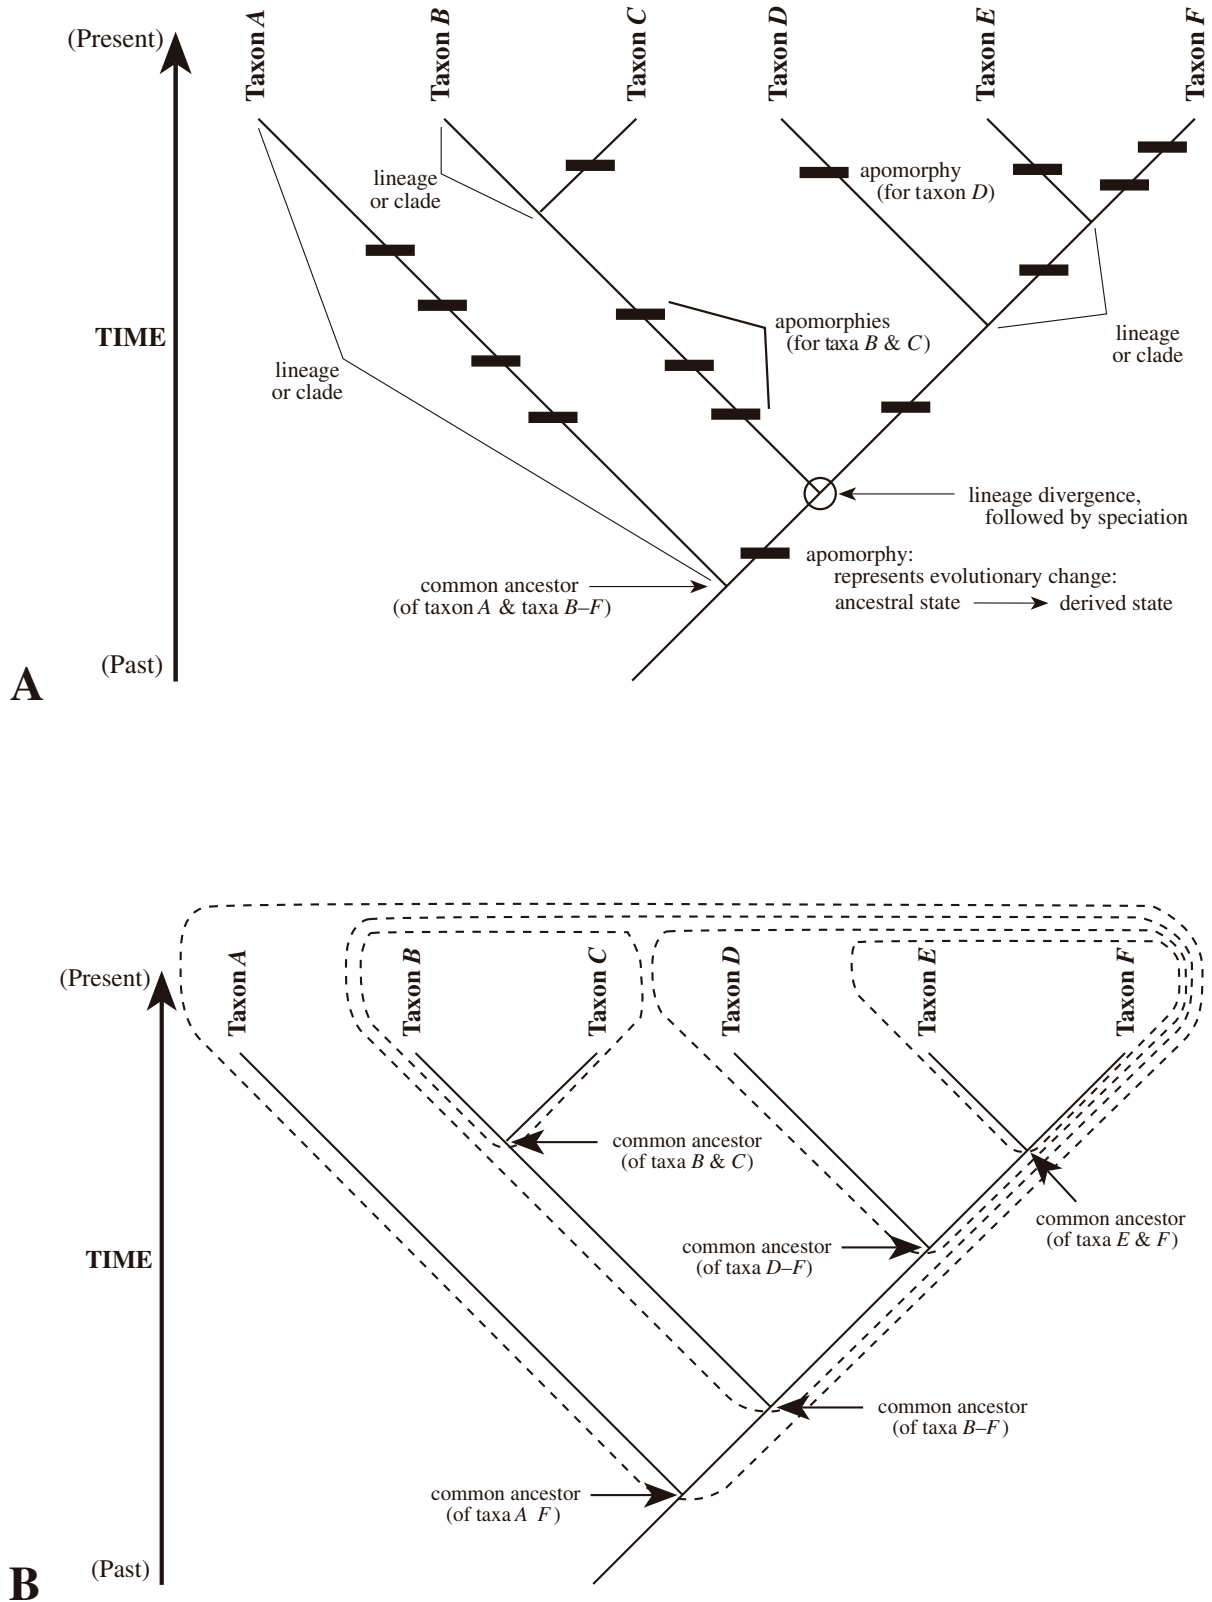 (Present)
Taxon A
Taxon B
Taxon C
Taxon D
Taxon E
Taxon F
lineage
or clade
apomorphy
(for taxon D)
TIME
apomorphies
(for taxa B & C)
lineage
or clade
lineage
or clade
lineage divergence,
followed by speciation
common ancestor
(of taxon A & taxa B–F)
apomorphy:
represents evolutionary change:
ancestral state
derived state
(Past)
A
(Present)
Taxon A
Taxon B
Taxon C
Taxon D
Taxon E
Taxon F
common ancestor
(of taxa B & C)
common ancestor
(of taxa E & F)
common ancestor
(of taxa D–F)
TIME
common ancestor
(of taxa B–F)
common ancestor
(of taxa A F)
(Past)
B